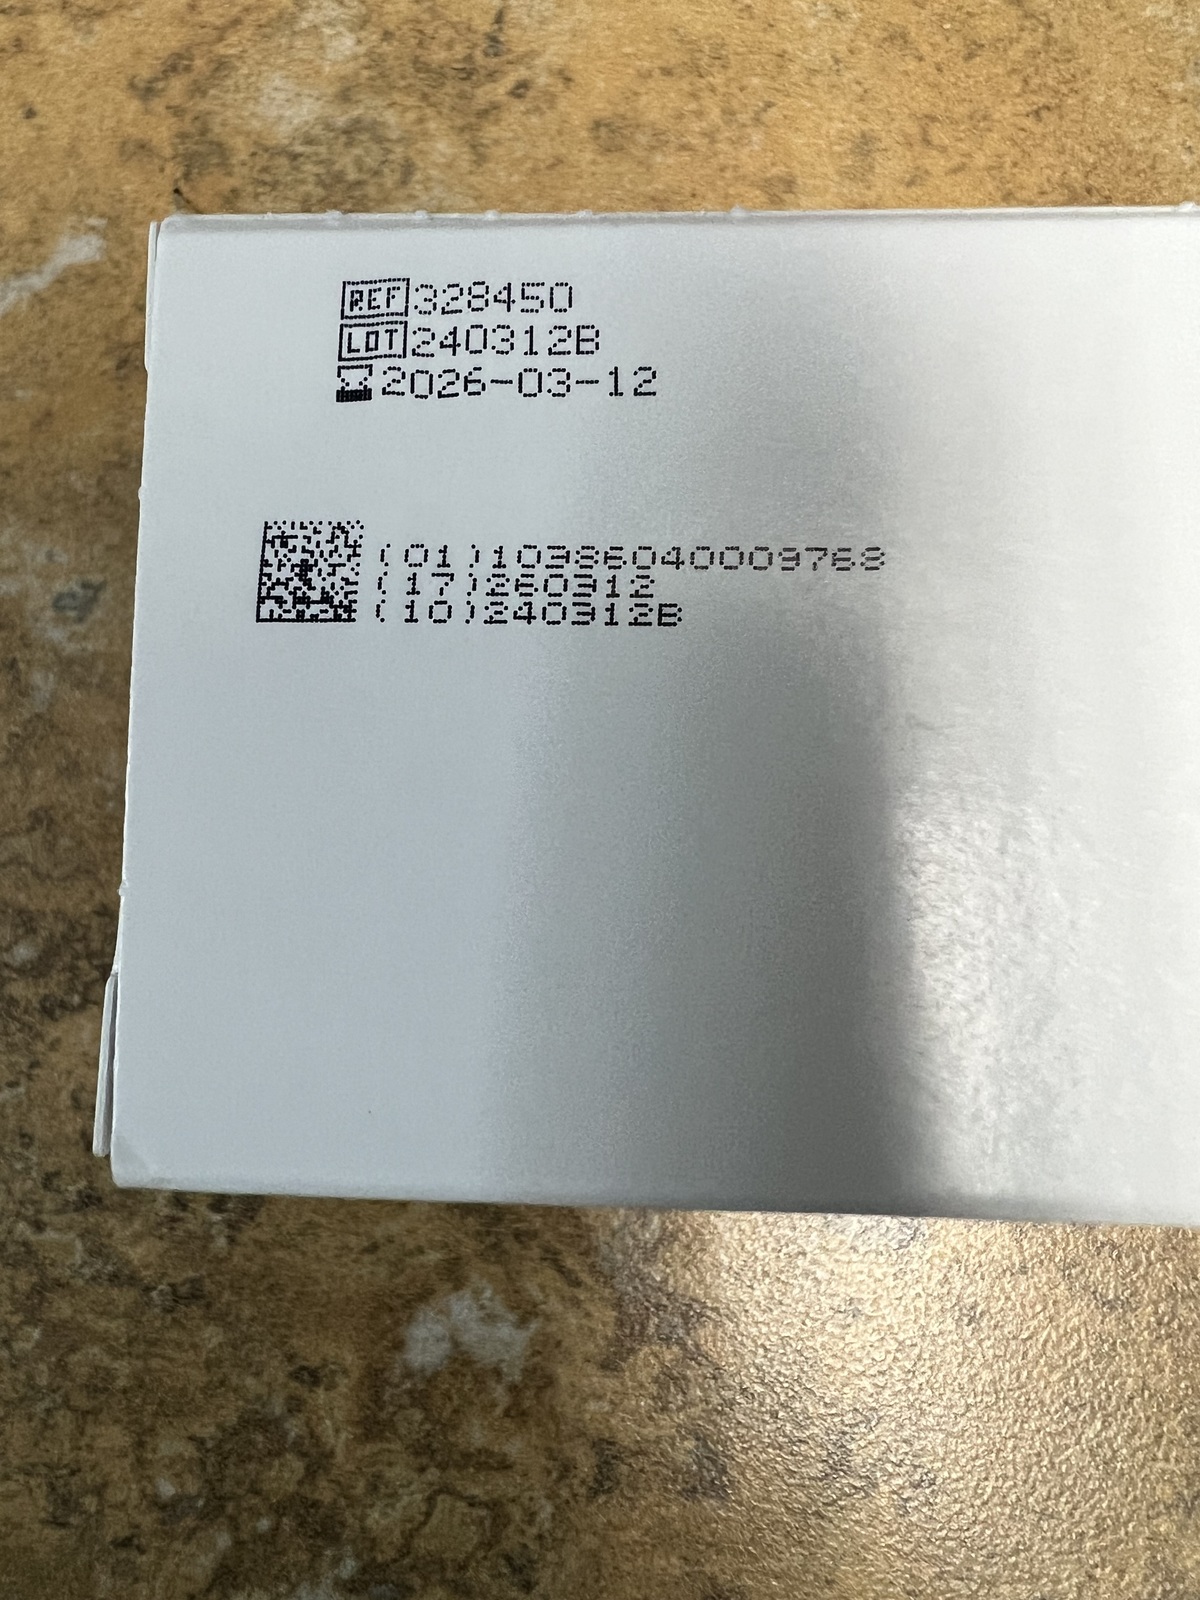 REF 328450
LOT 240312B
2026-03-12
(01)10386040009768
(17)260312
(10)240312B